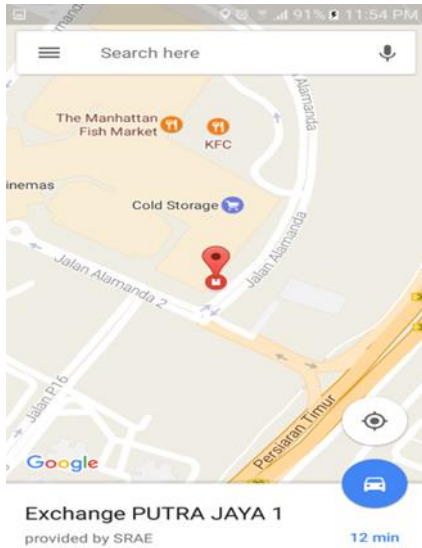 91% 11:54 PM
Search here
Jalan Alamanda
The Manhattan
Fish Market
KFC
inemas
Cold Storage
Jalan Alamanda
Jalan Alamanda 2
Jalan P16
Persiaran Timur
Google
Exchange PUTRA JAYA 1
provided by SRAE
12 min